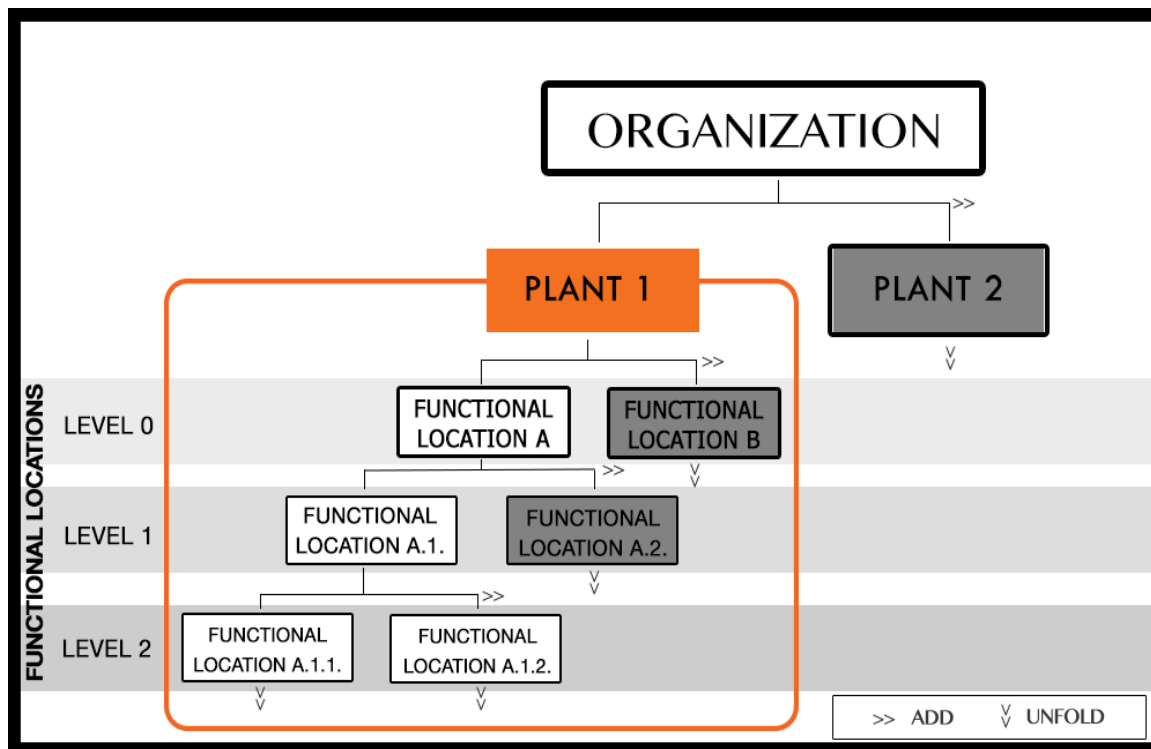 ORGANIZATION
>>
PLANT 1
PLANT 2
>>
FUNCTIONAL LOCATIONS
LEVEL 0
FUNCTIONAL
LOCATION A
FUNCTIONAL
LOCATION B
>>
LEVEL 1
FUNCTIONAL
LOCATION A.1.
FUNCTIONAL
LOCATION A.2.
>>
LEVEL 2
FUNCTIONAL
LOCATION A.1.1.
FUNCTIONAL
LOCATION A.1.2.
>> ADD
UNFOLD